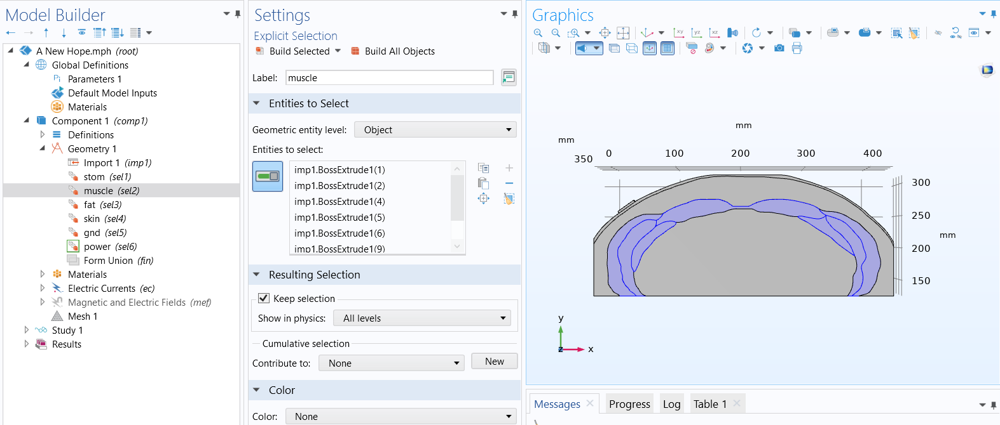 Model Builder
A New Hope.mph (root)
Global Definitions
Pi Parameters 1
Default Model Inputs
Materials
Component 1 (comp1)
Definitions
Geometry 1
Import 1 (imp1)
stom (sel1)
muscle (sel2)
fat (sel3)
skin (sel4)
gnd (sel5)
power (sel6)
Form Union (fin)
Materials
Electric Currents (ec)
Magnetic and Electric Fields (mef)
Mesh 1
Study 1
Results
Settings
Explicit Selection
Build Selected
Build All Objects
Label: muscle
Entities to Select
Geometric entity level: Object
Entities to select:
imp1.BossExtrude1(1)
imp1.BossExtrude1(2)
imp1.BossExtrude1(4)
imp1.BossExtrude1(5)
imp1.BossExtrude1(6)
imp1.BossExtrude1(9)
Resulting Selection
Keep selection
Show in physics: All levels
Cumulative selection
Contribute to: None
New
Color
Color: None
Graphics
xy yz xz
mm
mm
350 0 100 200 300 400
300
250
mm
200
150
y
z x
Messages
Progress
Log
Table 1